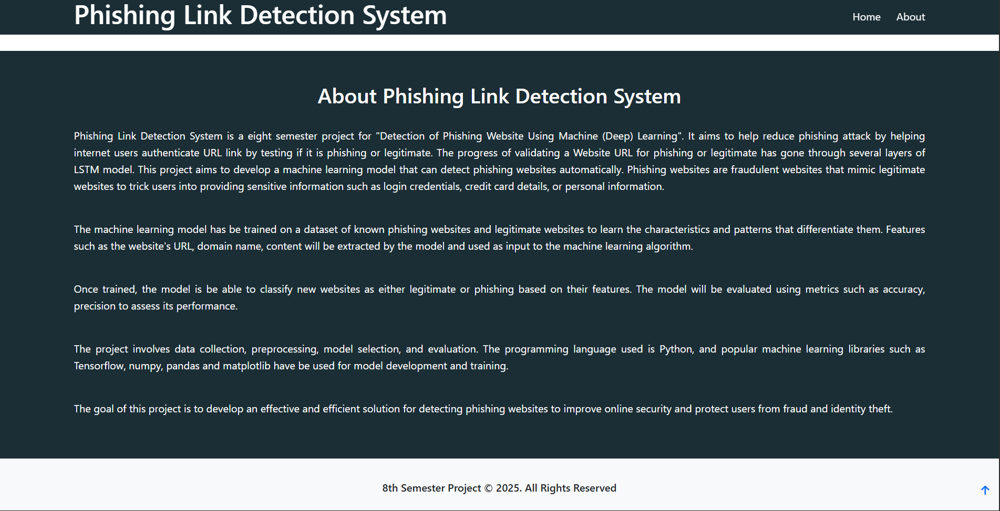 Phishing Link Detection System
Home
About
About Phishing Link Detection System
Phishing Link Detection System is a eight semester project for "Detection of Phishing Website Using Machine (Deep) Learning". It aims to help reduce phishing attack by helping
internet users authenticate URL link by testing if it is phishing or legitimate. The progress of validating a Website URL for phishing or legitimate has gone through several layers of
LSTM model. This project aims to develop a machine learning model that can detect phishing websites automatically. Phishing websites are fraudulent websites that mimic legitimate
websites to trick users into providing sensitive information such as login credentials, credit card details, or personal information.
The machine learning model has be trained on a dataset of known phishing websites and legitimate websites to learn the characteristics and patterns that differentiate them. Features
such as the website's URL, domain name, content will be extracted by the model and used as input to the machine learning algorithm.
Once trained, the model is be able to classify new websites as either legitimate or phishing based on their features. The model will be evaluated using metrics such as accuracy,
precision to assess its performance.
The project involves data collection, preprocessing, model selection, and evaluation. The programming language used is Python, and popular machine learning libraries such as
Tensorflow, numpy, pandas and matplotlib have be used for model development and training.
The goal of this project is to develop an effective and efficient solution for detecting phishing websites to improve online security and protect users from fraud and identity theft.
8th Semester Project © 2025. All Rights Reserved